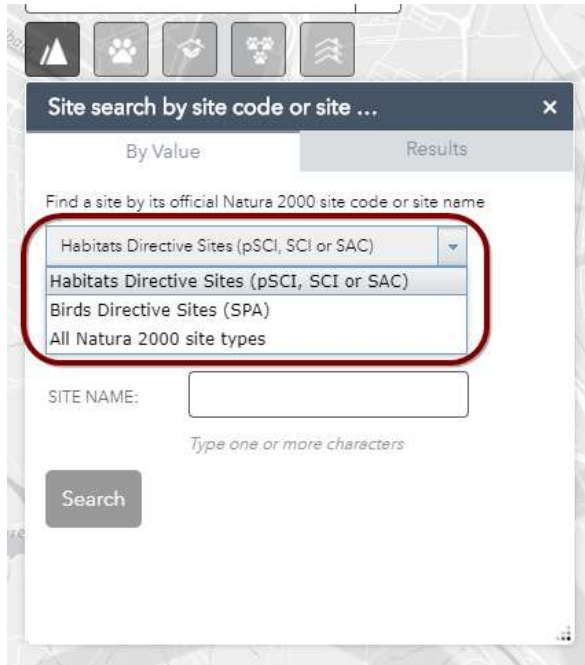 Site search by site code or site ...
×
By Value
Results
Find a site by its official Natura 2000 site code or site name
Habitats Directive Sites (pSCI, SCI or SAC)
Habitats Directive Sites (pSCI, SCI or SAC)
Birds Directive Sites (SPA)
All Natura 2000 site types
SITE NAME:
Type one or more characters
Search